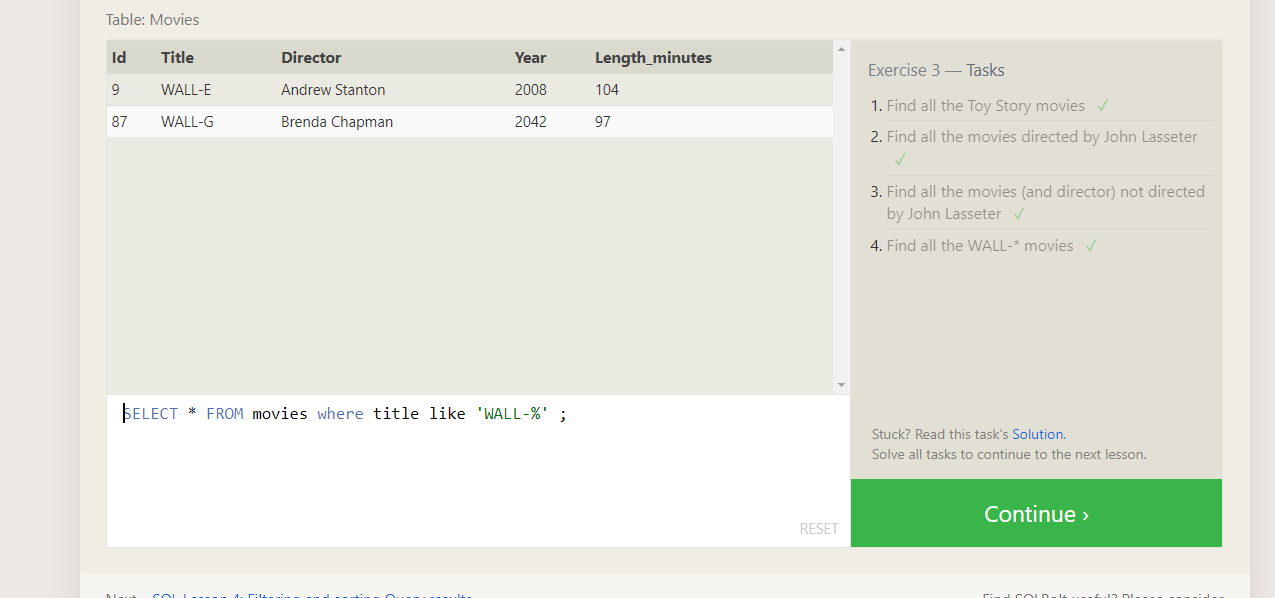 Table: Movies
Id Title Director Year Length_minutes
9 WALL-E Andrew Stanton 2008 104
87 WALL-G Brenda Chapman 2042 97
SELECT * FROM movies where title like 'WALL-%' ;
RESET
Exercise 3 — Tasks
1. Find all the Toy Story movies ✓
2. Find all the movies directed by John Lasseter
✓
3. Find all the movies (and director) not directed
by John Lasseter ✓
4. Find all the WALL-* movies ✓
Stuck? Read this task's Solution.
Solve all tasks to continue to the next lesson.
Continue ›
Next – SQL Lesson 4: Filtering and sorting Query results
Find SQLBolt useful? Please consider